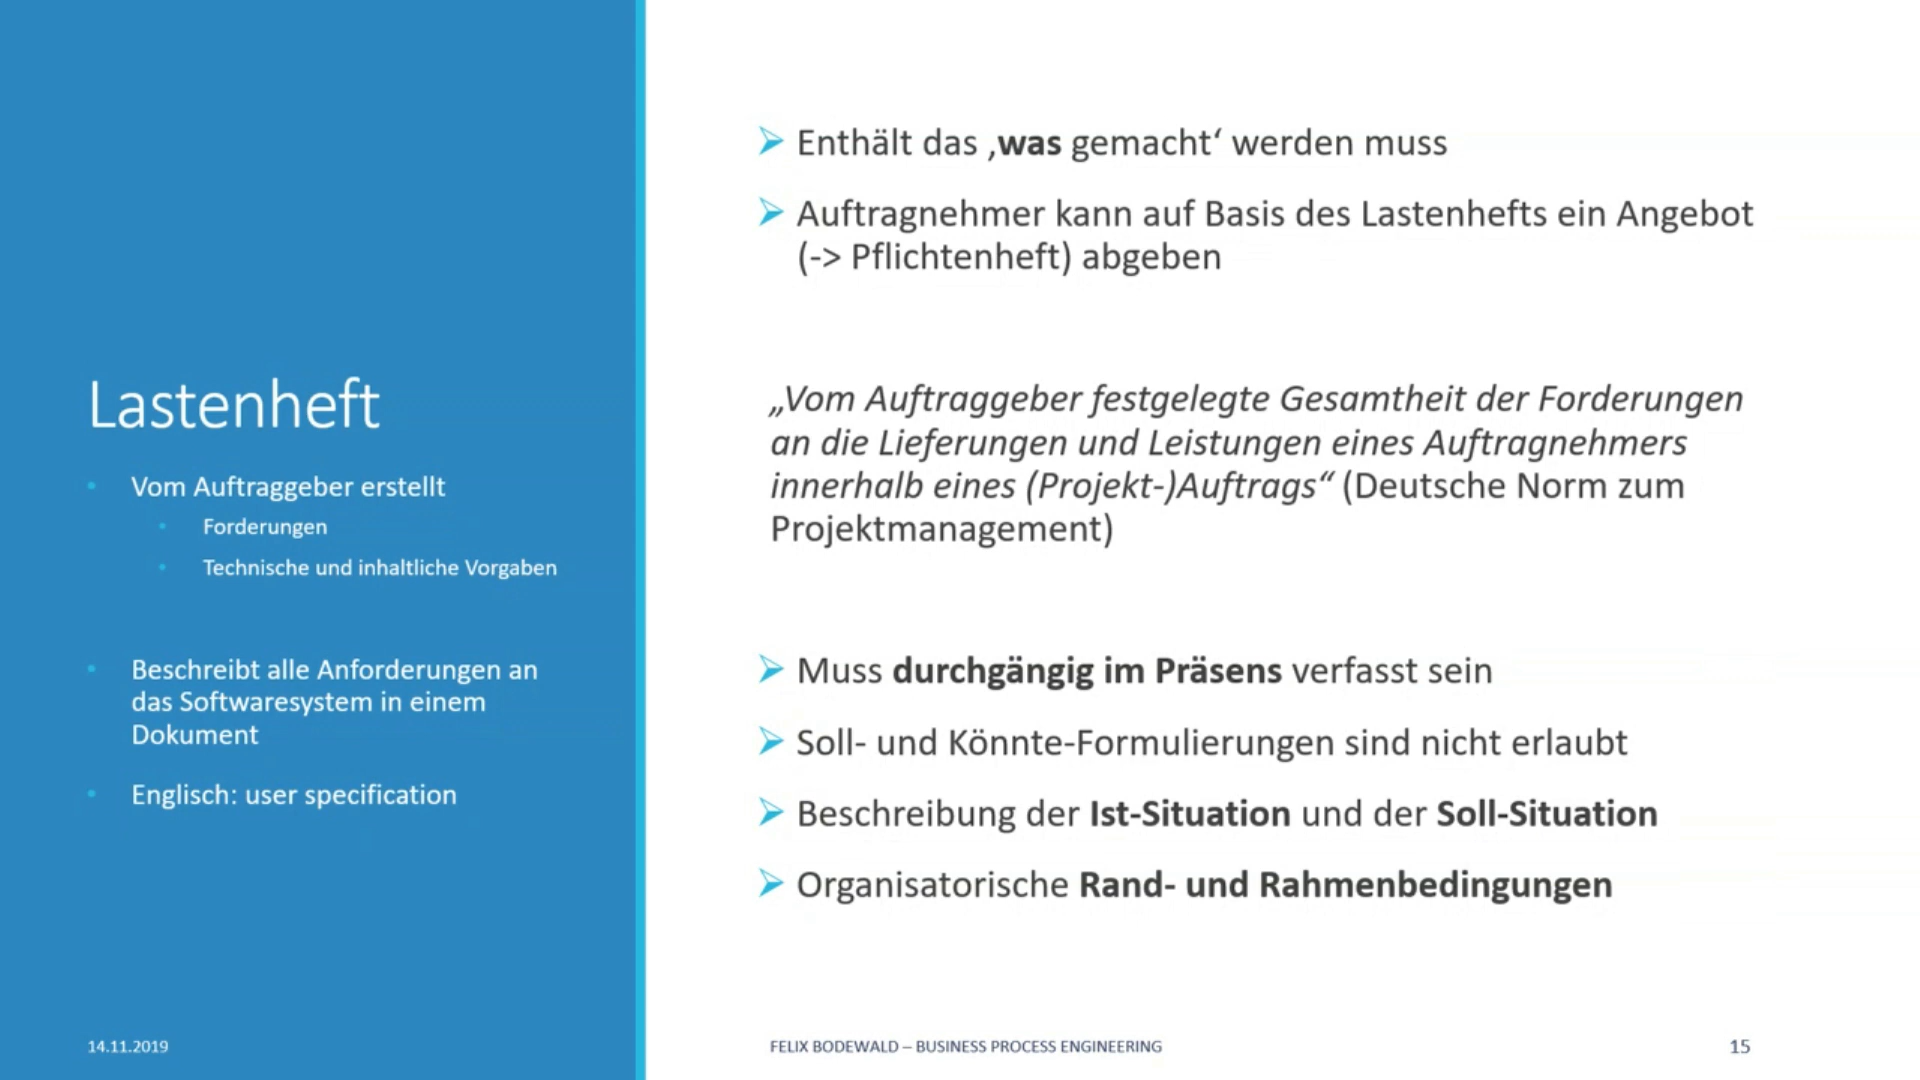 Lastenheft
Vom Auftraggeber erstellt
Forderungen
Technische und inhaltliche Vorgaben
Beschreibt alle Anforderungen an
das Softwaresystem in einem
Dokument
Englisch: user specification
Enthält das ‚was gemacht‘ werden muss
Auftragnehmer kann auf Basis des Lastenhefts ein Angebot
(-> Pflichtenheft) abgeben
„Vom Auftraggeber festgelegte Gesamtheit der Forderungen
an die Lieferungen und Leistungen eines Auftragnehmers
innerhalb eines (Projekt-)Auftrags“ (Deutsche Norm zum
Projektmanagement)
Muss durchgängig im Präsens verfasst sein
Soll- und Könnte-Formulierungen sind nicht erlaubt
Beschreibung der Ist-Situation und der Soll-Situation
Organisatorische Rand- und Rahmenbedingungen
14.11.2019
FELIX BODEWALD – BUSINESS PROCESS ENGINEERING
15